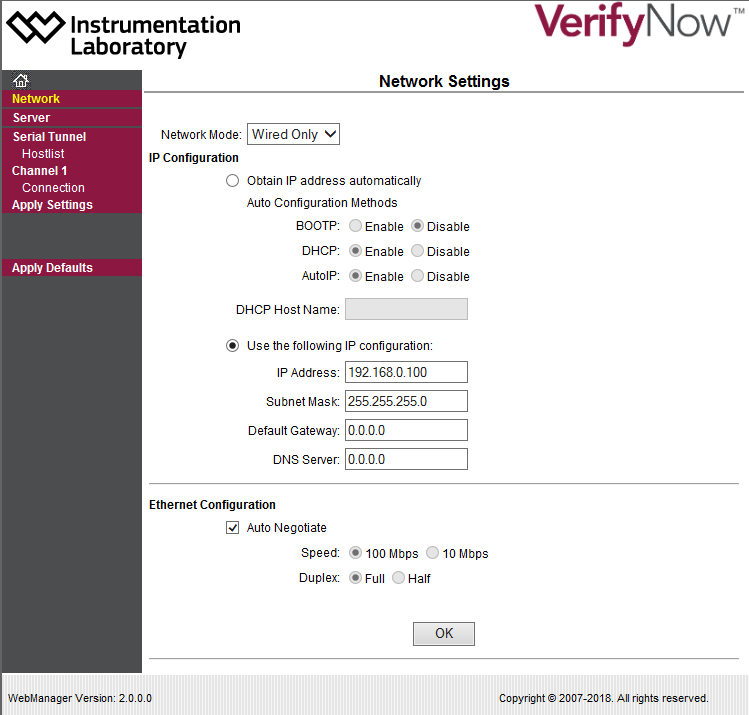 Instrumentation
Laboratory
VerifyNow™
Network
Server
Serial Tunnel
Hostlist
Channel 1
Connection
Apply Settings
Apply Defaults
Network Settings
Network Mode: Wired Only
IP Configuration
Obtain IP address automatically
Auto Configuration Methods
BOOTP: Enable Disable
DHCP: Enable Disable
AutoIP: Enable Disable
DHCP Host Name:
Use the following IP configuration:
IP Address: 192.168.0.100
Subnet Mask: 255.255.255.0
Default Gateway: 0.0.0.0
DNS Server: 0.0.0.0
Ethernet Configuration
Auto Negotiate
Speed: 100 Mbps 10 Mbps
Duplex: Full Half
OK
WebManager Version: 2.0.0.0
Copyright © 2007-2018. All rights reserved.